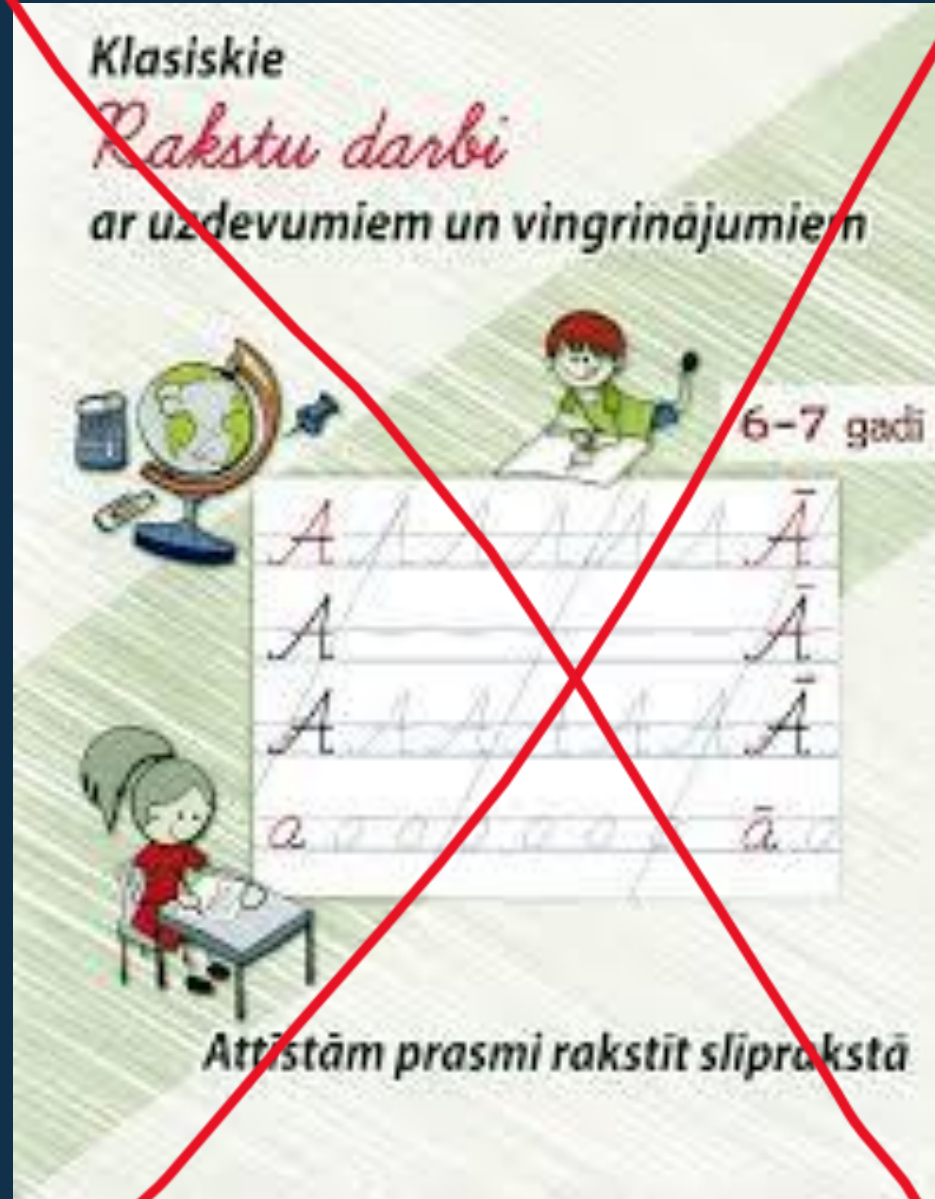 Klasiskie
Rakstu darbi
ar uzdevumiem un vingrinājumiem
6–7 gadi
A A A A A A Ā
A Ā
A A A A A A Ā
a a a a a a ā a
Attīstām prasmi rakstīt slīprakstā